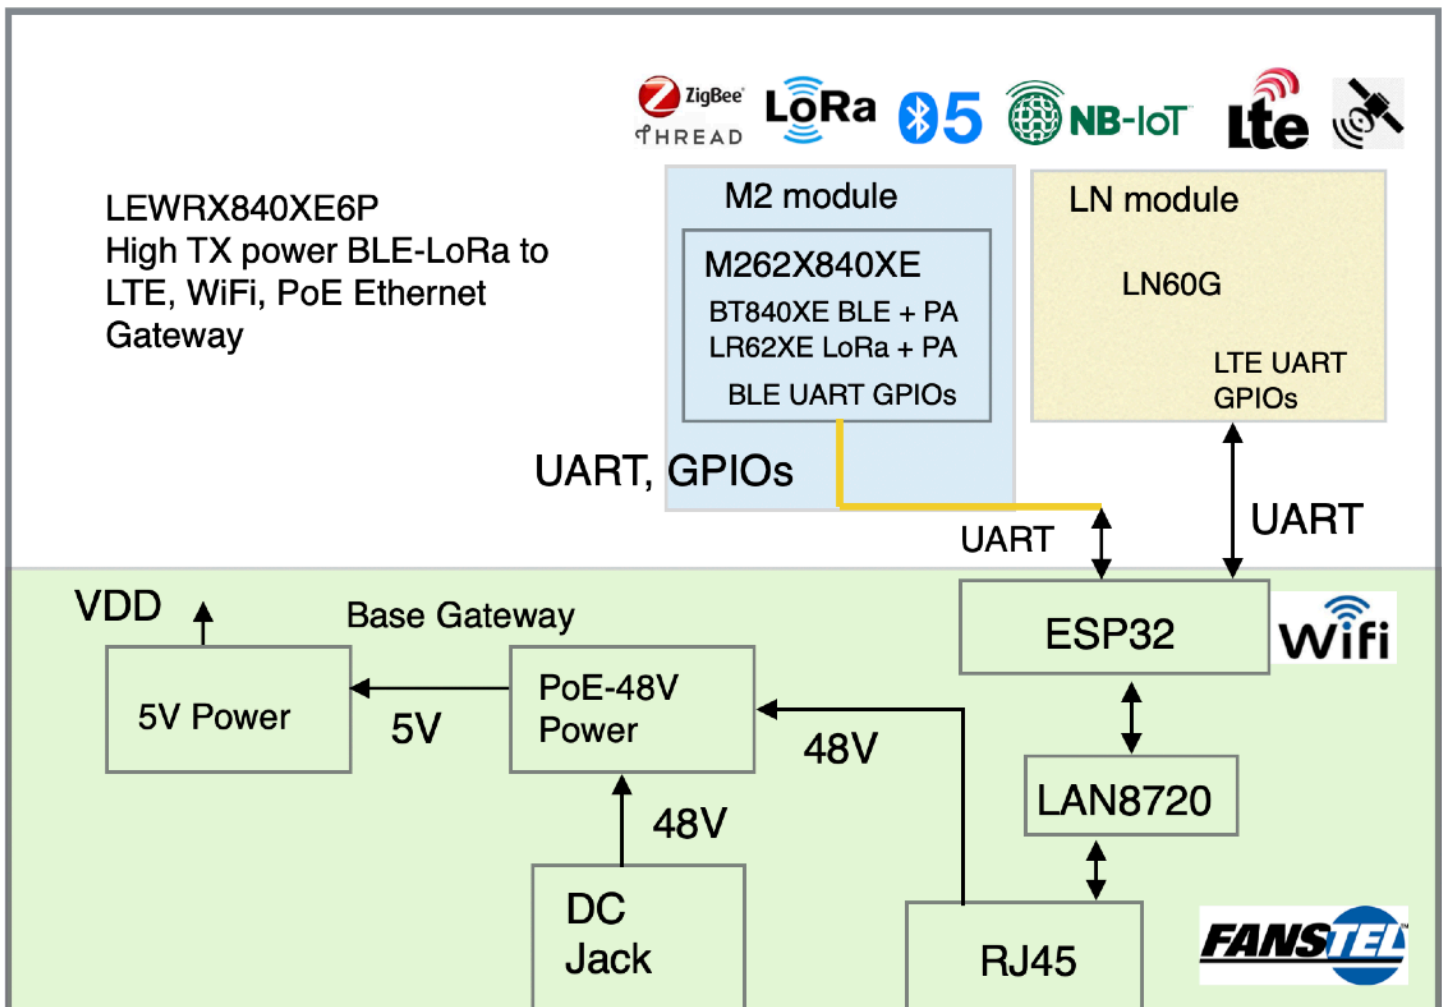 ZigBee
THREAD
LoRa
5
NB-IoT
Lte
LEWRX840XE6P
High TX power BLE-LoRa to
LTE, WiFi, PoE Ethernet
Gateway
M2 module
M262X840XE
BT840XE BLE + PA
LR62XE LoRa + PA
BLE UART GPIOs
LN module
LN60G
LTE UART
GPIOs
UART, GPIOs
UART
UART
VDD
Base Gateway
ESP32
Wifi
5V Power
5V
PoE-48V
Power
48V
LAN8720
48V
DC
Jack
RJ45
FANSTEL